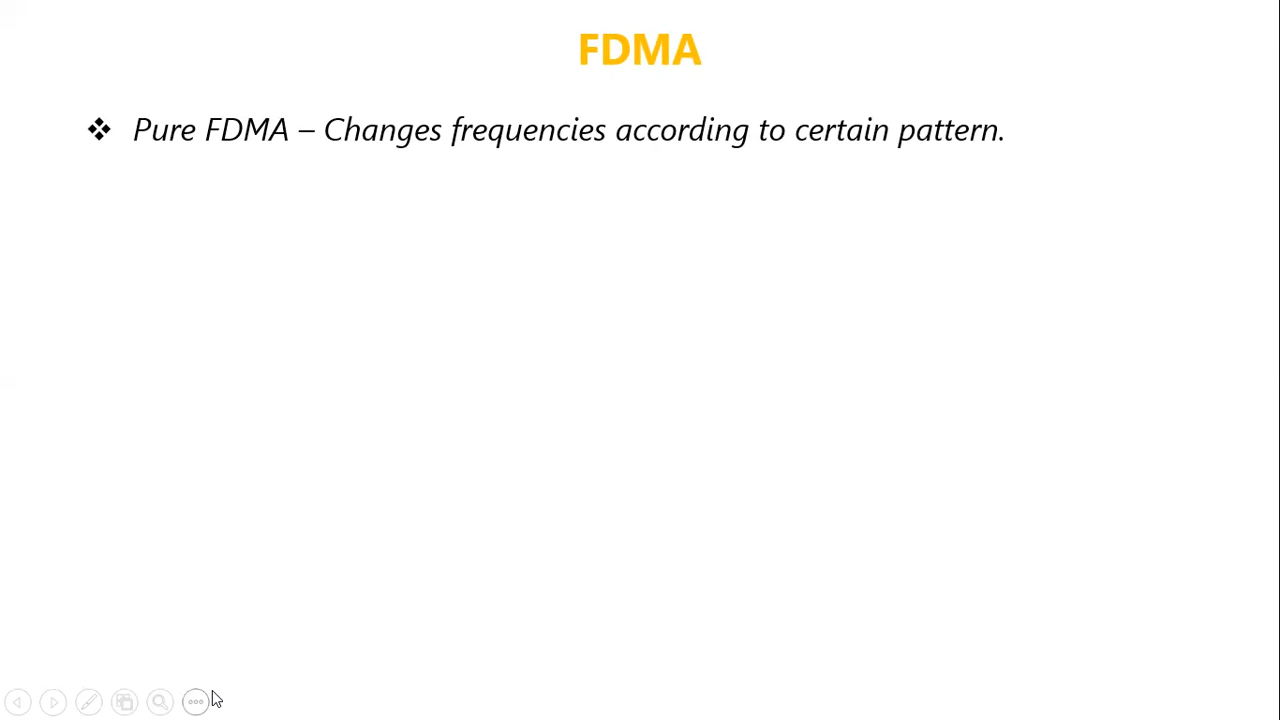 FDMA
❖ Pure FDMA – Changes frequencies according to certain pattern.